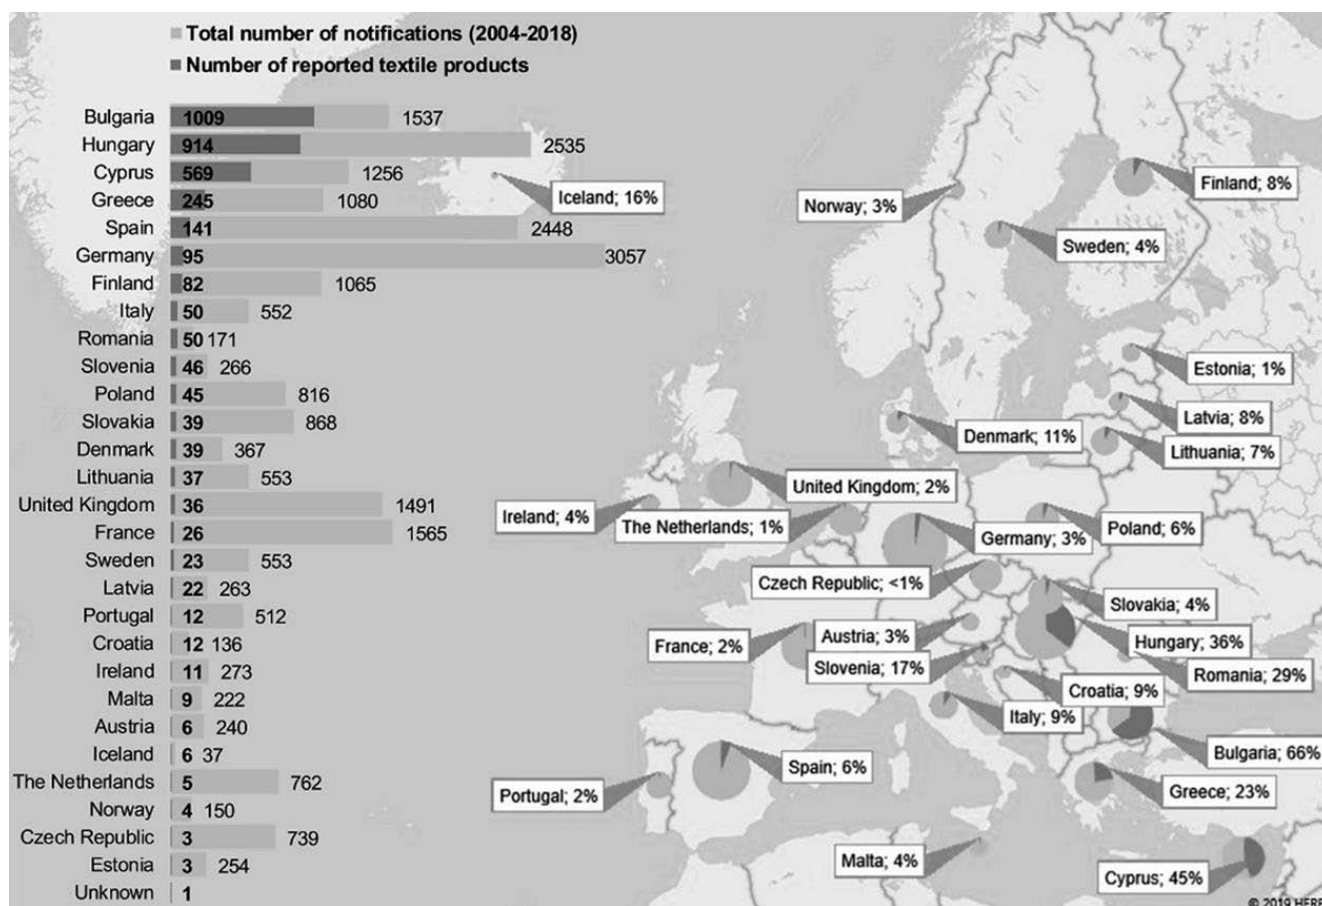 Total number of notifications (2004-2018)
Number of reported textile products
Bulgaria 1009 1537
Hungary 914 2535
Cyprus 569 1256
Greece 245 1080
Spain 141 2448
Germany 95 3057
Finland 82 1065
Italy 50 552
Romania 50 171
Slovenia 46 266
Poland 45 816
Slovakia 39 868
Denmark 39 367
Lithuania 37 553
United Kingdom 36 1491
France 26 1565
Sweden 23 553
Latvia 22 263
Portugal 12 512
Croatia 12 136
Ireland 11 273
Malta 9 222
Austria 6 240
Iceland 6 37
The Netherlands 5 762
Norway 4 150
Czech Republic 3 739
Estonia 3 254
Unknown 1
Iceland; 16%
Finland; 8%
Norway; 3%
Sweden; 4%
Estonia; 1%
Latvia; 8%
Denmark; 11%
Lithuania; 7%
United Kingdom; 2%
Ireland; 4%
The Netherlands; 1%
Germany; 3%
Poland; 6%
Czech Republic; <1%
Slovakia; 4%
Austria; 3%
Hungary; 36%
France; 2%
Slovenia; 17%
Romania; 29%
Croatia; 9%
Italy; 9%
Bulgaria; 66%
Spain; 6%
Portugal; 2%
Greece; 23%
Malta; 4%
Cyprus; 45%
© 2019 HERE